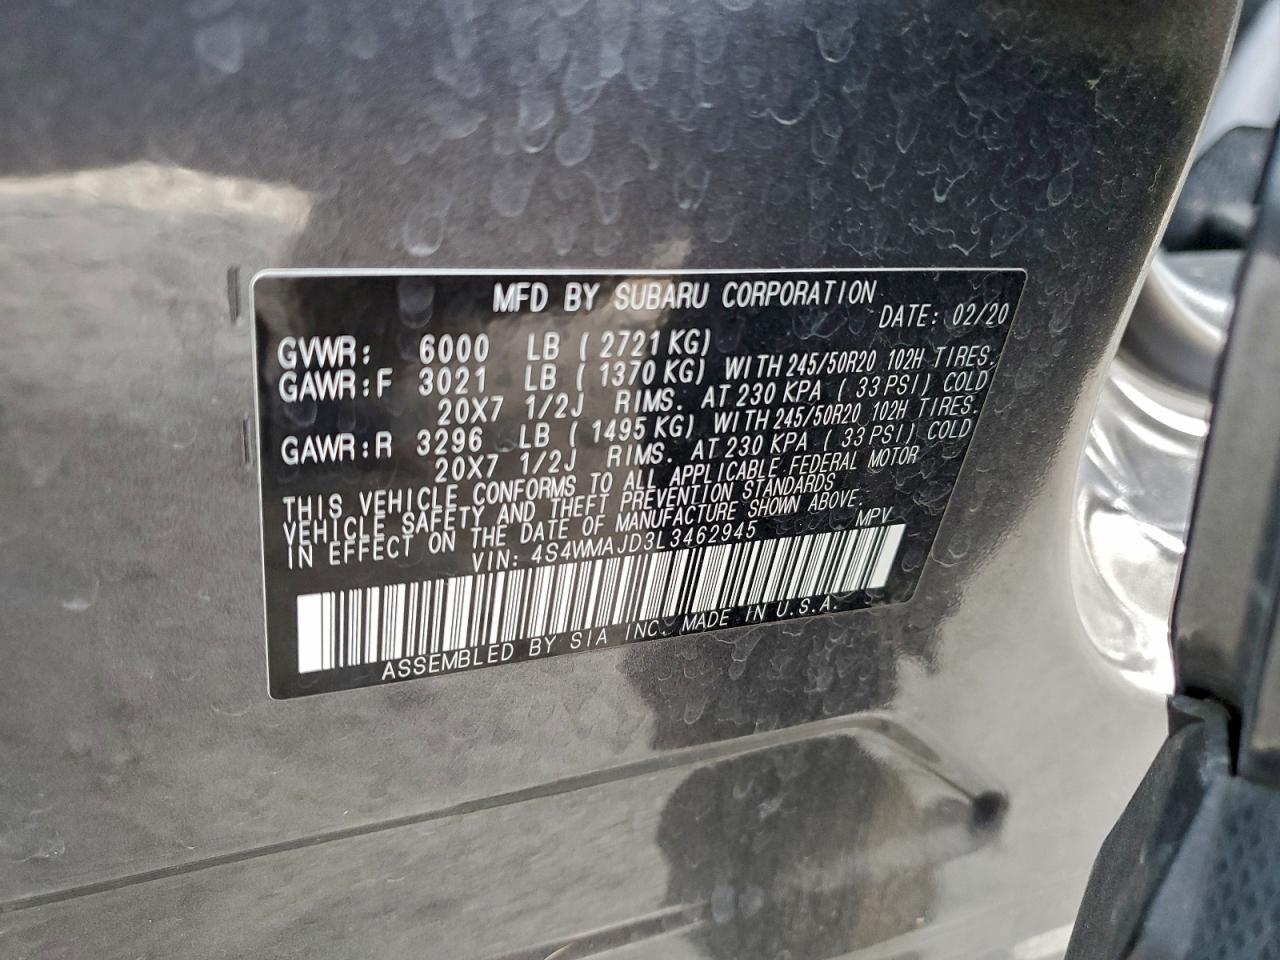 MFD BY SUBARU CORPORATION
DATE: 02/20
GVWR: 6000 LB ( 2721 KG)
GAWR:F 3021 LB ( 1370 KG) WITH 245/50R20 102H TIRES.
20X7 1/2J RIMS. AT 230 KPA ( 33 PSI) COLD
GAWR:R 3296 LB ( 1495 KG) WITH 245/50R20 102H TIRES.
20X7 1/2J RIMS. AT 230 KPA ( 33 PSI) COLD
THIS VEHICLE CONFORMS TO ALL APPLICABLE FEDERAL MOTOR
VEHICLE SAFETY AND THEFT PREVENTION STANDARDS
IN EFFECT ON THE DATE OF MANUFACTURE SHOWN ABOVE.
VIN: 4S4WMAJD3L3462945 MPV
ASSEMBLED BY SIA INC. MADE IN U.S.A.